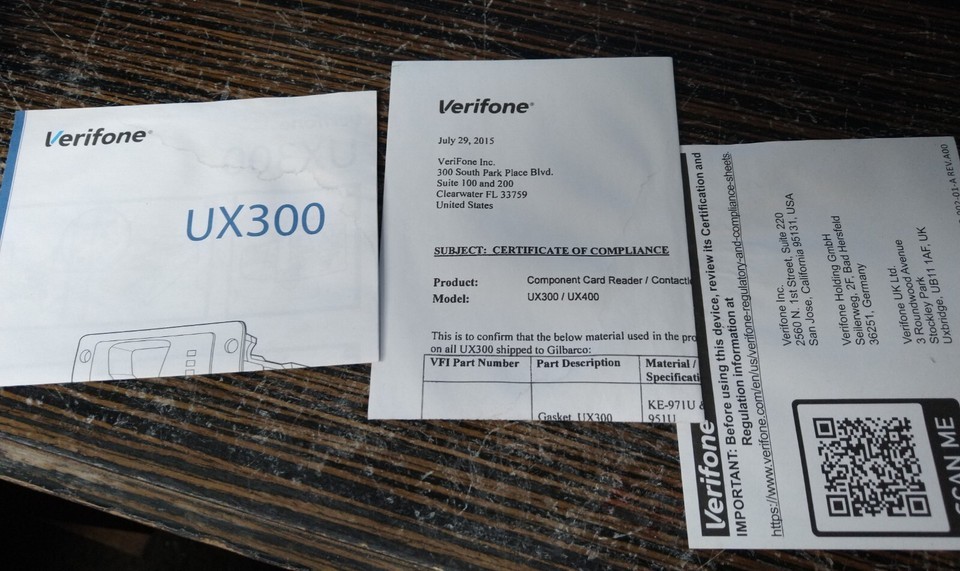 Verifone
UX300
Verifone
July 29, 2015
VeriFone Inc.
300 South Park Place Blvd.
Suite 100 and 200
Clearwater FL 33759
United States
SUBJECT: CERTIFICATE OF COMPLIANCE
Product: Component Card Reader / Contactl
Model: UX300 / UX400
This is to confirm that the below material used in the pro
on all UX300 shipped to Gilbarco:
VFI Part Number Part Description Material /
Specificati
Gasket, UX300 KE-971U &
951U
Verifone
IMPORTANT: Before using this device, review its Certification and
Regulation information at
https://www.verifone.com/en/us/verifone-regulatory-and-compliance-sheets.
Verifone Inc.
2560 N. 1st Street, Suite 220
San Jose, California 95131, USA
Verifone Holding GmbH
Seilerweg, 2F, Bad Hersfeld
36251, Germany
Verifone UK Ltd.
3 Roundwood Avenue
Stockley Park
Uxbridge, UB11 1AF, UK
SCAN ME
-01-A REV.A00